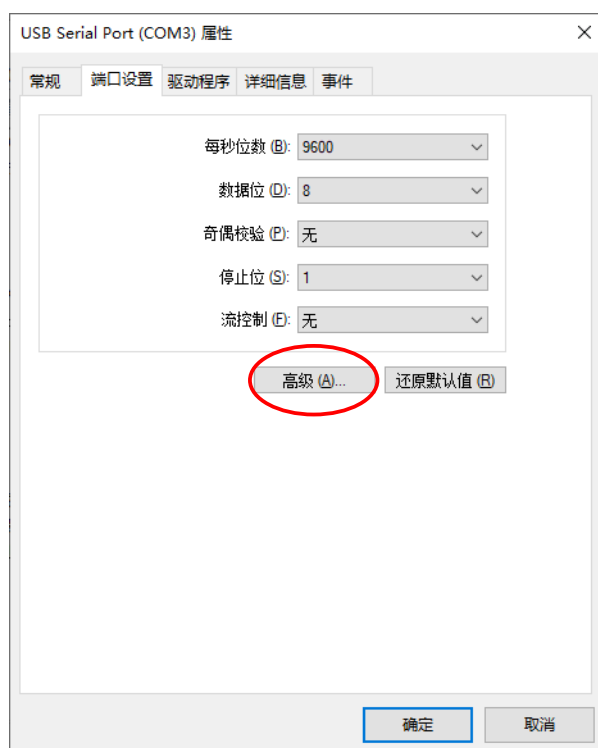 USB Serial Port (COM3) 属性
常规 端口设置 驱动程序 详细信息 事件
每秒位数 (B): 9600
数据位 (D): 8
奇偶校验 (P): 无
停止位 (S): 1
流控制 (F): 无
高级 (A)... 还原默认值 (R)
确定 取消